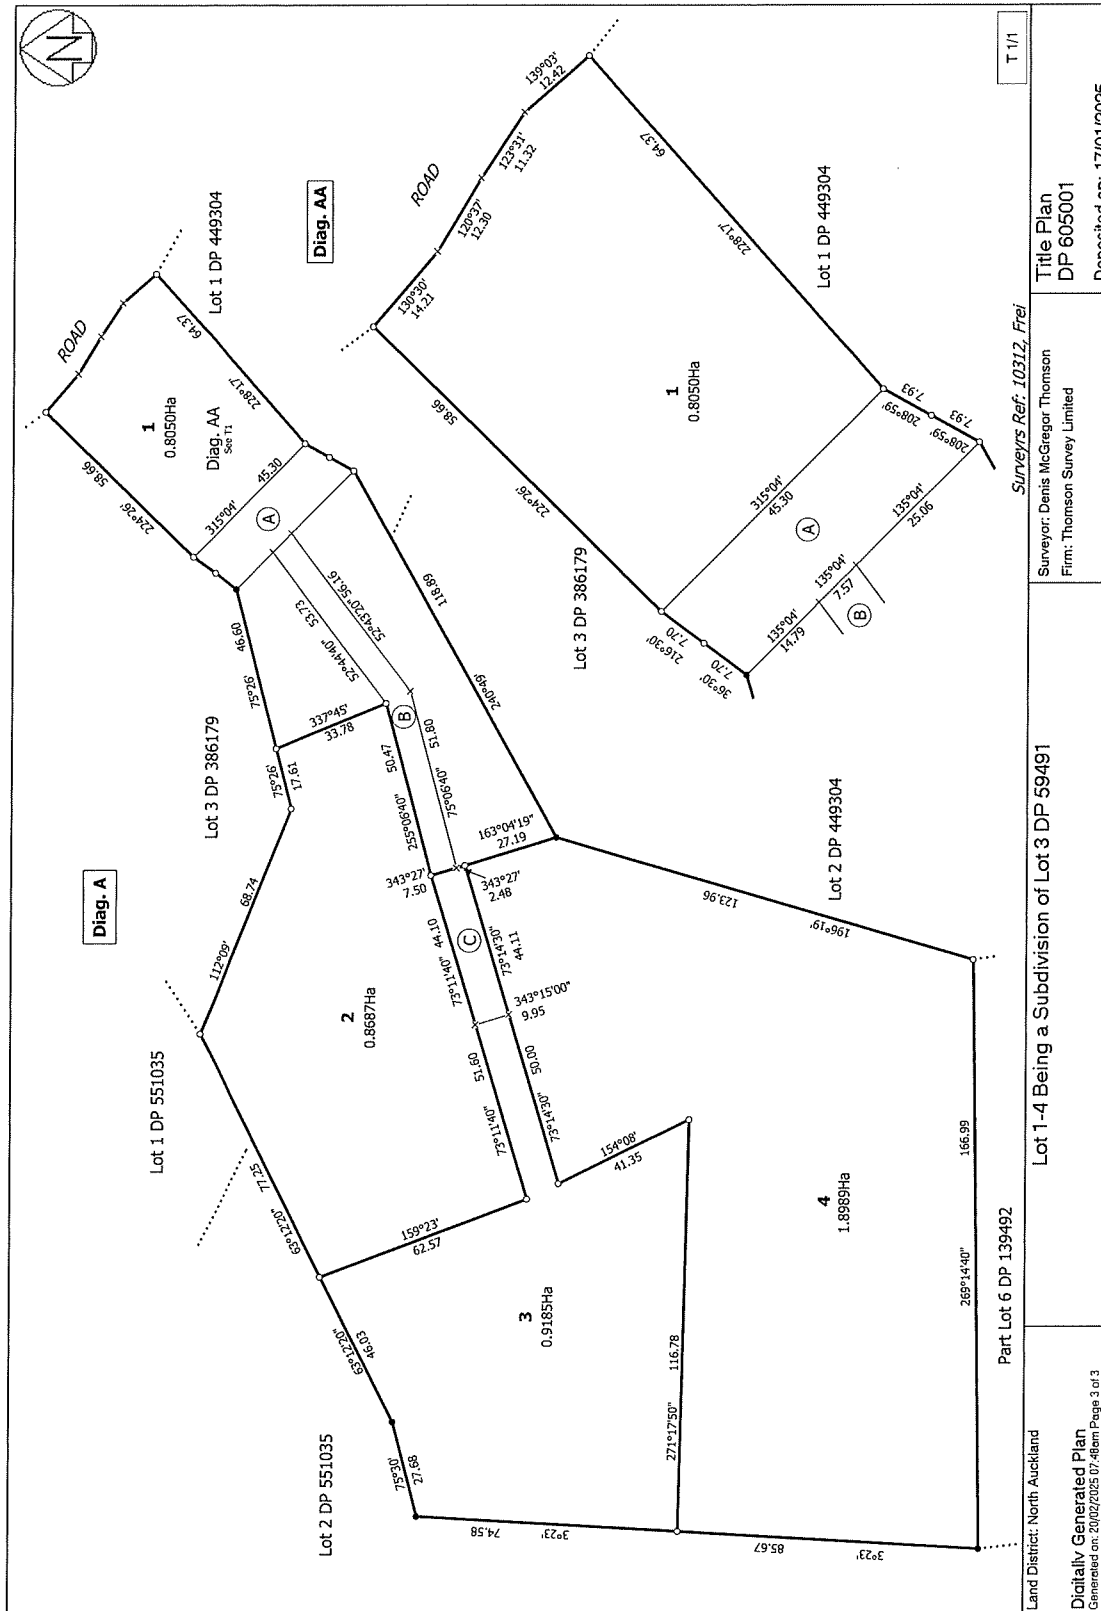 N
Diag. A
Lot 2 DP 551035
Lot 1 DP 551035
Lot 3 DP 386179
ROAD
Lot 1 DP 449304
75°30'
27.68
63°12'20"
46.03
63°12'20"
77.25
112°09'
68.74
75°26'
17.61
75°26'
46.60
224°26'
58.66
1
0.8050Ha
Diag. AA
See T1
228°17'
64.37
315°04'
45.30
A
53.73
52°44'40"
52°43'20" 56.16
337°45'
33.78
B
255°06'40"
50.47
75°06'40"
51.80
240°49'
118.89
163°04'19"
27.19
343°27'
7.50
343°27'
2.48
73°11'40" 44.10
C
73°14'30"
44.11
343°15'00"
9.95
73°11'40"
51.60
73°14'30"
50.00
2
0.8687Ha
159°23'
62.57
154°08'
41.35
3
0.9185Ha
271°17'50"
116.78
3°23'
74.58
3°23'
85.67
4
1.8989Ha
196°19'
123.96
Lot 2 DP 449304
269°14'40"
166.99
Part Lot 6 DP 139492
Diag. AA
ROAD
130°30'
14.21
120°37'
12.30
123°31'
11.32
139°03'
12.42
224°26'
58.66
Lot 3 DP 386179
1
0.8050Ha
228°17'
64.37
Lot 1 DP 449304
315°04'
45.30
A
216°30'
7.70
36°30'
7.70
135°04'
14.79
135°04'
7.57
B
135°04'
25.06
208°59'
7.93
208°59'
7.93
T 1/1
Surveyors Ref: 10312, Frei
Land District: North Auckland
Digitally Generated Plan
Generated on: 20/02/2025 07:48am Page 3 of 3
Lot 1-4 Being a Subdivision of Lot 3 DP 59491
Surveyor: Denis McGregor Thomson
Firm: Thomson Survey Limited
Title Plan
DP 605001
Deposited on: 17/01/2025